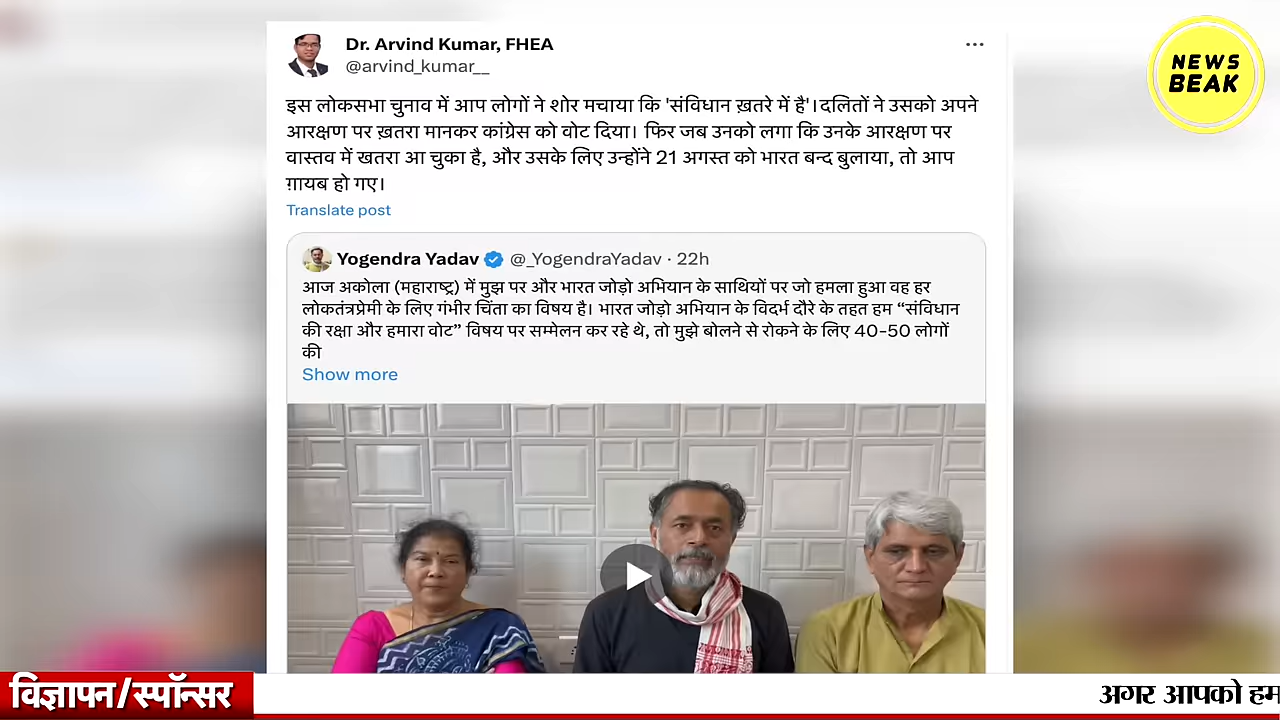 Dr. Arvind Kumar, FHEA
@arvind_kumar__
NEWS
BEAK
इस लोकसभा चुनाव में आप लोगों ने शोर मचाया कि 'संविधान ख़तरे में है'।दलितों ने उसको अपने
आरक्षण पर ख़तरा मानकर कांग्रेस को वोट दिया। फिर जब उनको लगा कि उनके आरक्षण पर
वास्तव में खतरा आ चुका है, और उसके लिए उन्होंने 21 अगस्त को भारत बन्द बुलाया, तो आप
ग़ायब हो गए।
Translate post
Yogendra Yadav @_YogendraYadav · 22h
आज अकोला (महाराष्ट्र) में मुझ पर और भारत जोड़ो अभियान के साथियों पर जो हमला हुआ वह हर
लोकतंत्रप्रेमी के लिए गंभीर चिंता का विषय है। भारत जोड़ो अभियान के विदर्भ दौरे के तहत हम “संविधान
की रक्षा और हमारा वोट” विषय पर सम्मेलन कर रहे थे, तो मुझे बोलने से रोकने के लिए 40-50 लोगों
की
Show more
विज्ञापन/स्पॉन्सर
अगर आपको हम